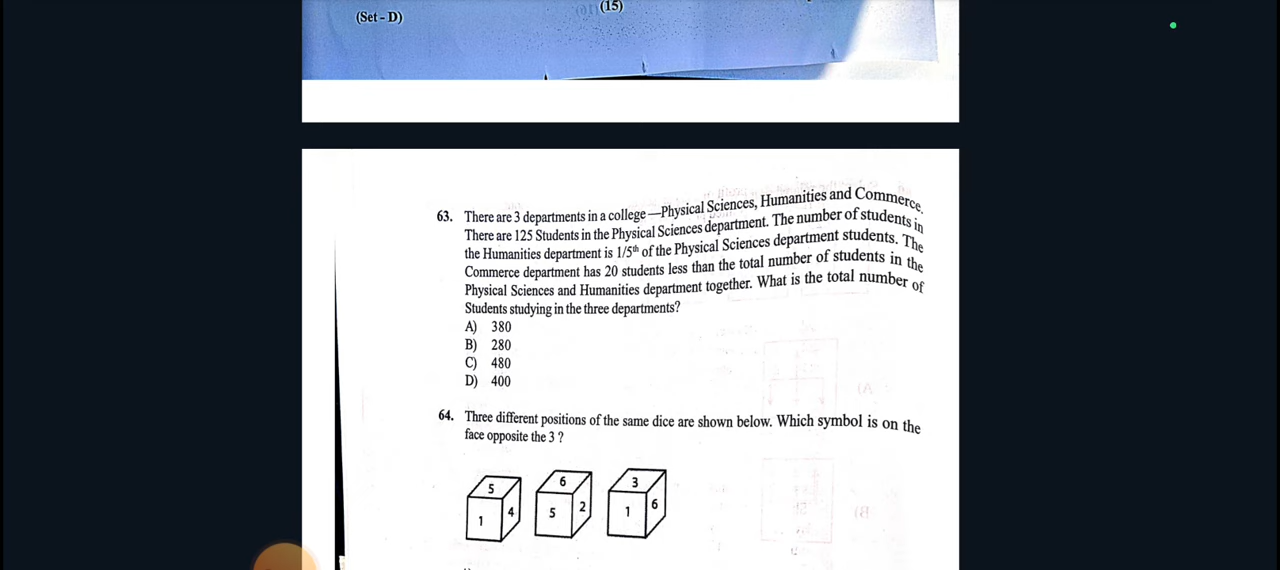 (15)
(Set - D)
63. There are 3 departments in a college —Physical Sciences, Humanities and Commerce.
There are 125 Students in the Physical Sciences department. The number of students in
the Humanities department is 1/5th of the Physical Sciences department students. The
Commerce department has 20 students less than the total number of students in the
Physical Sciences and Humanities department together. What is the total number of
Students studying in the three departments?
A) 380
B) 280
C) 480
D) 400
64. Three different positions of the same dice are shown below. Which symbol is on the
face opposite the 3 ?
5 6 3
1 4 5 2 1 6